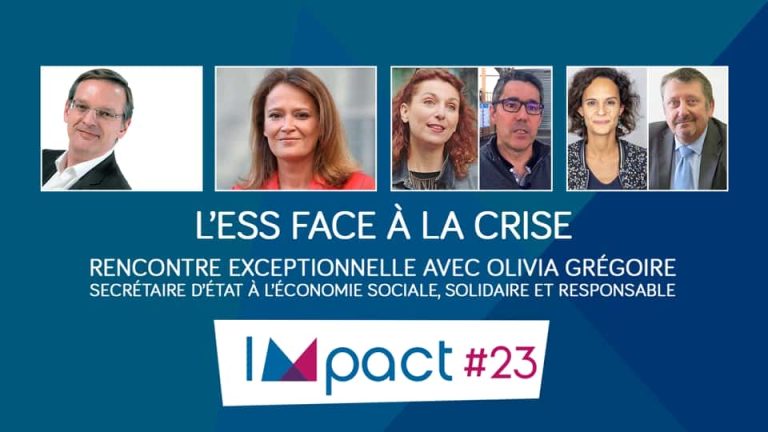 L'ESS FACE À LA CRISE
RENCONTRE EXCEPTIONNELLE AVEC OLIVIA GRÉGOIRE
SECRÉTAIRE D'ÉTAT À L'ÉCONOMIE SOCIALE, SOLIDAIRE ET RESPONSABLE
IMpact #23